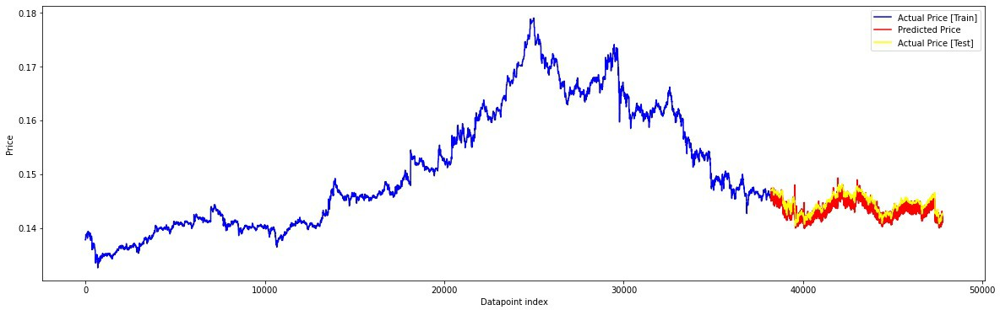 Actual Price [Train]
Predicted Price
Actual Price [Test]
Price
0.18
0.17
0.16
0.15
0.14
0
10000
20000
30000
40000
50000
Datapoint index